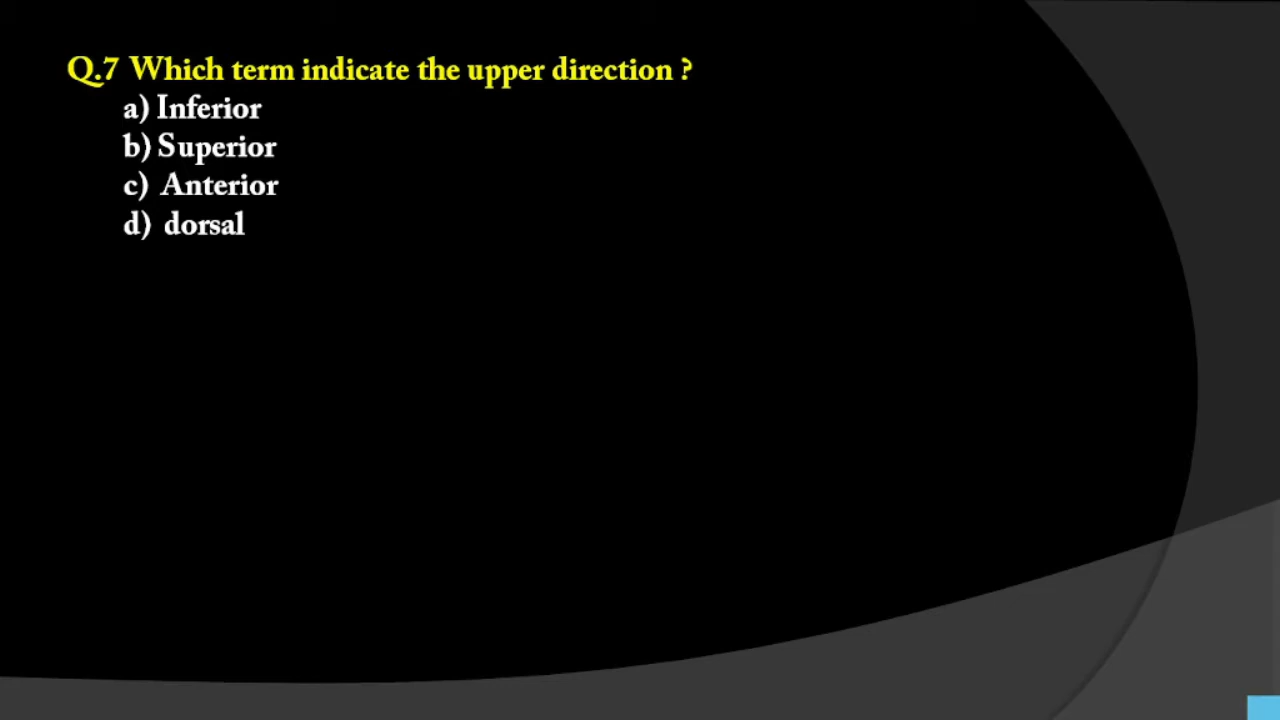 Q.7 Which term indicate the upper direction ?
a) Inferior
b) Superior
c) Anterior
d) dorsal